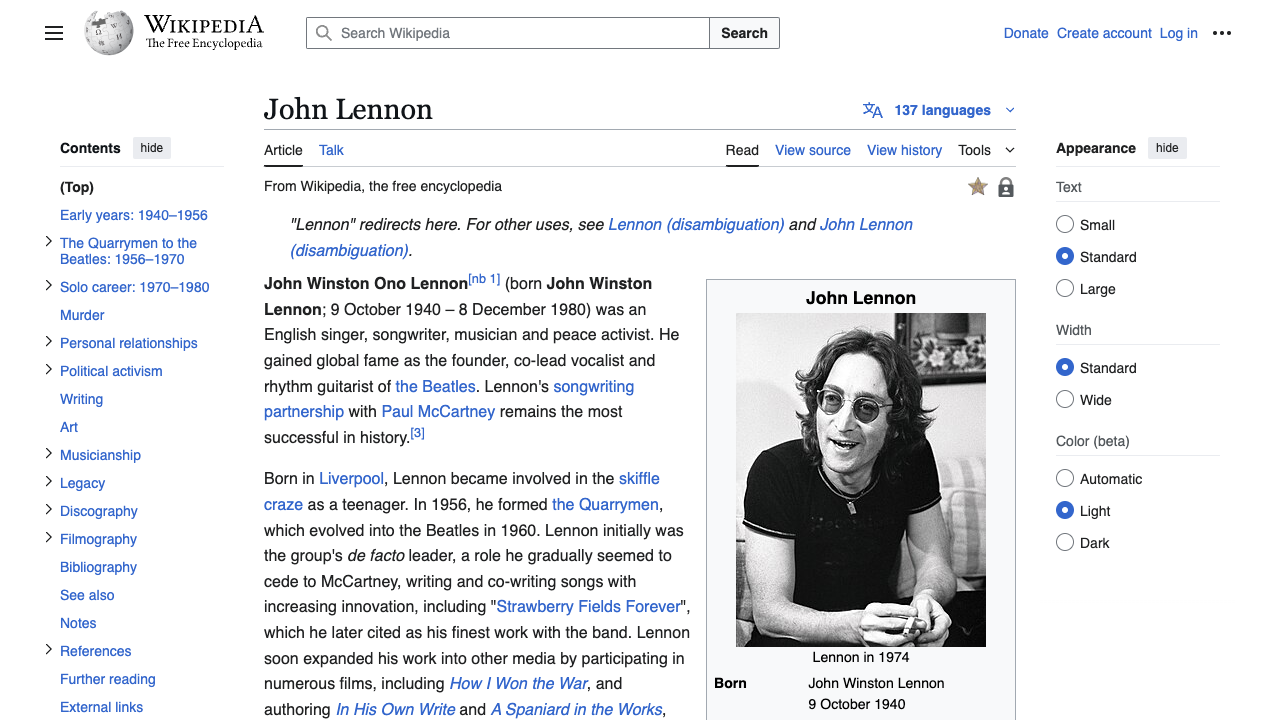 WIKIPEDIA
The Free Encyclopedia
Search Wikipedia
Search
Donate Create account Log in
John Lennon
137 languages
Contents hide
(Top)
Early years: 1940–1956
The Quarrymen to the
Beatles: 1956–1970
Solo career: 1970–1980
Murder
Personal relationships
Political activism
Writing
Art
Musicianship
Legacy
Discography
Filmography
Bibliography
See also
Notes
References
Further reading
External links
Article Talk
Read View source View history Tools
From Wikipedia, the free encyclopedia
"Lennon" redirects here. For other uses, see Lennon (disambiguation) and John Lennon
(disambiguation).
John Winston Ono Lennon[nb 1] (born John Winston
Lennon; 9 October 1940 – 8 December 1980) was an
English singer, songwriter, musician and peace activist. He
gained global fame as the founder, co-lead vocalist and
rhythm guitarist of the Beatles. Lennon's songwriting
partnership with Paul McCartney remains the most
successful in history.[3]
Born in Liverpool, Lennon became involved in the skiffle
craze as a teenager. In 1956, he formed the Quarrymen,
which evolved into the Beatles in 1960. Lennon initially was
the group's de facto leader, a role he gradually seemed to
cede to McCartney, writing and co-writing songs with
increasing innovation, including "Strawberry Fields Forever",
which he later cited as his finest work with the band. Lennon
soon expanded his work into other media by participating in
numerous films, including How I Won the War, and
authoring In His Own Write and A Spaniard in the Works,
John Lennon
Lennon in 1974
Born John Winston Lennon
9 October 1940
Appearance hide
Text
Small
Standard
Large
Width
Standard
Wide
Color (beta)
Automatic
Light
Dark